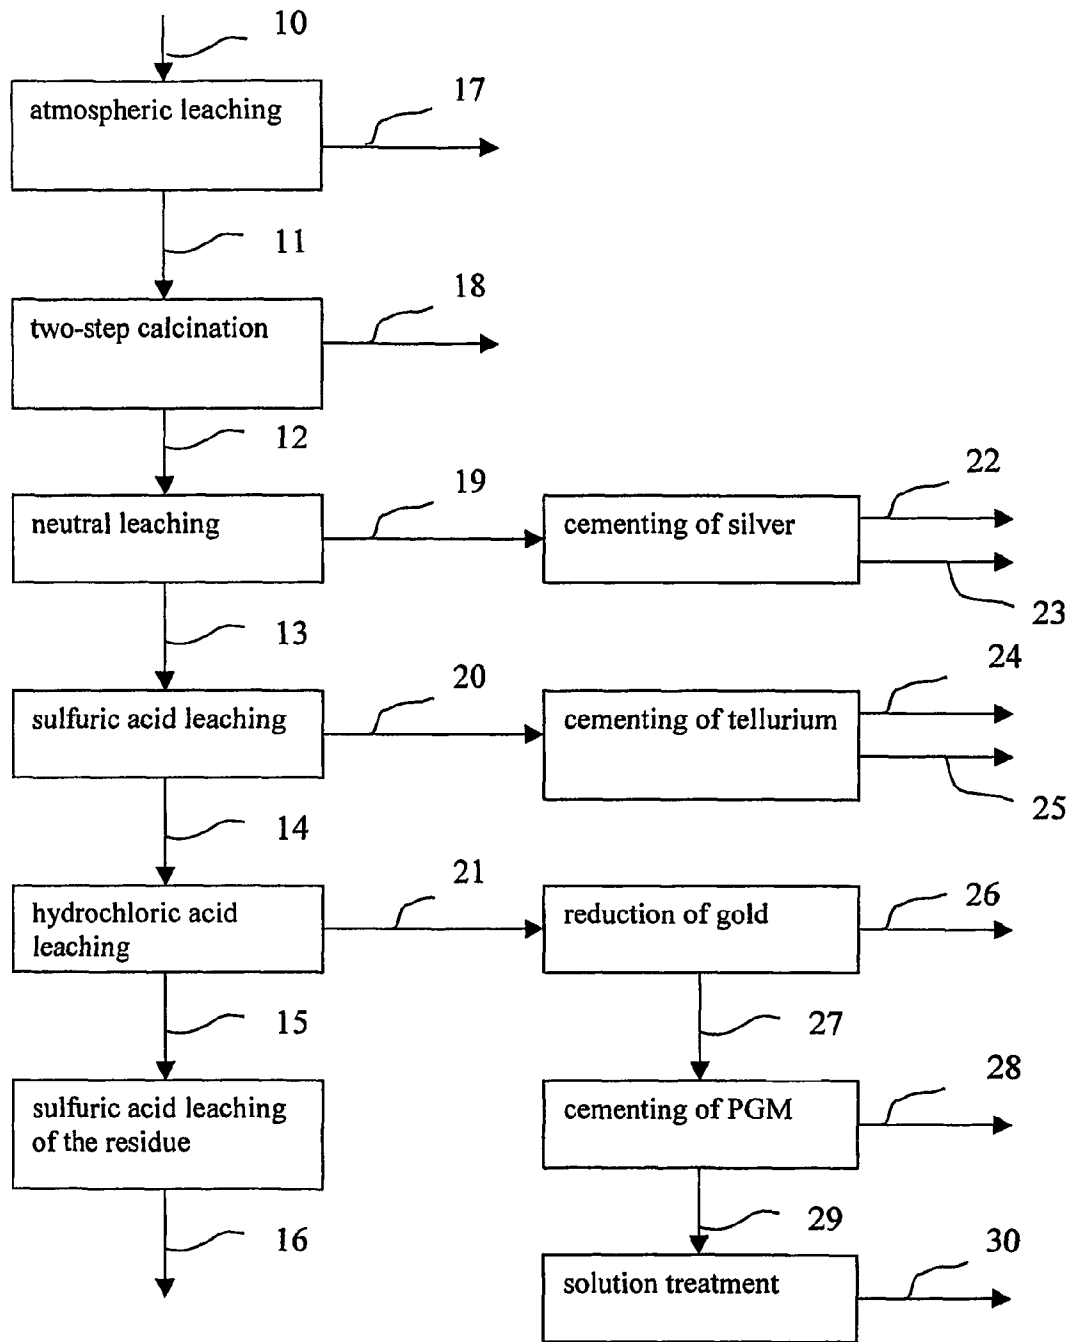 10
atmospheric leaching
17
11
two-step calcination
18
12
neutral leaching
19
cementing of silver
22
23
13
sulfuric acid leaching
20
cementing of tellurium
24
25
14
hydrochloric acid
leaching
21
reduction of gold
26
15
27
sulfuric acid leaching
of the residue
cementing of PGM
28
16
29
solution treatment
30